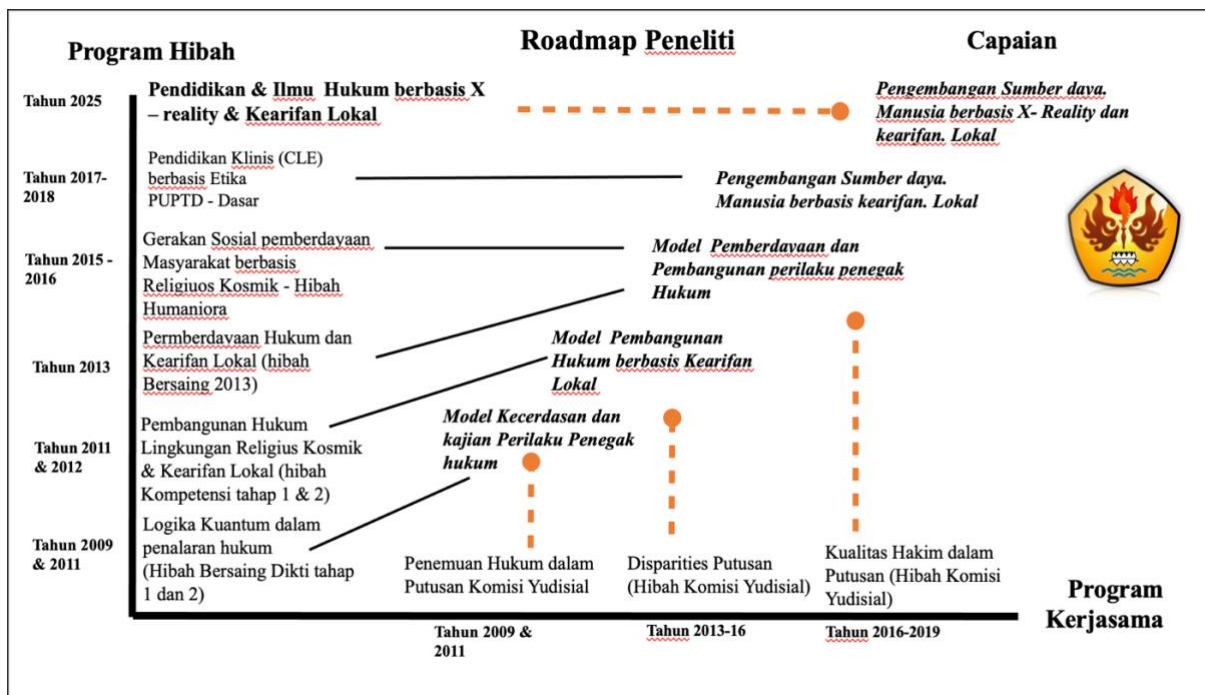 Program Hibah
Roadmap Peneliti
Capaian
Tahun 2025
Pendidikan & Ilmu Hukum berbasis X
– reality & Kearifan Lokal
Pengembangan Sumber daya.
Manusia berbasis X- Reality dan
kearifan. Lokal
Tahun 2017-
2018
Pendidikan Klinis (CLE)
berbasis Etika
PUPTD - Dasar
Pengembangan Sumber daya.
Manusia berbasis kearifan. Lokal
Tahun 2015 -
2016
Gerakan Sosial pemberdayaan
Masyarakat berbasis
Religiuos Kosmik - Hibah
Humaniora
Model Pemberdayaan dan
Pembangunan perilaku penegak
Hukum
Tahun 2013
Permberdavaan Hukum dan
Kearifan Lokal (hibah
Bersaing 2013)
Model Pembangunan
Hukum berbasis Kearifan
Lokal
Tahun 2011
& 2012
Pembangunan Hukum
Lingkungan Religius Kosmik
& Kearifan Lokal (hibah
Kompetensi tahap 1 & 2)
Model Kecerdasan dan
kajian Perilaku Penegak
hukum
Tahun 2009
& 2011
Logika Kuantum dalam
penalaran hukum
(Hibah Bersaing Dikti tahap
1 dan 2)
Penemuan Hukum dalam
Putusan Komisi Yudisial
Disparities Putusan
(Hibah Komisi Yudisial)
Kualitas Hakim dalam
Putusan (Hibah Komisi
Yudisial)
Program
Kerjasama
Tahun 2009 &
2011
Tahun 2013-16
Tahun 2016-2019